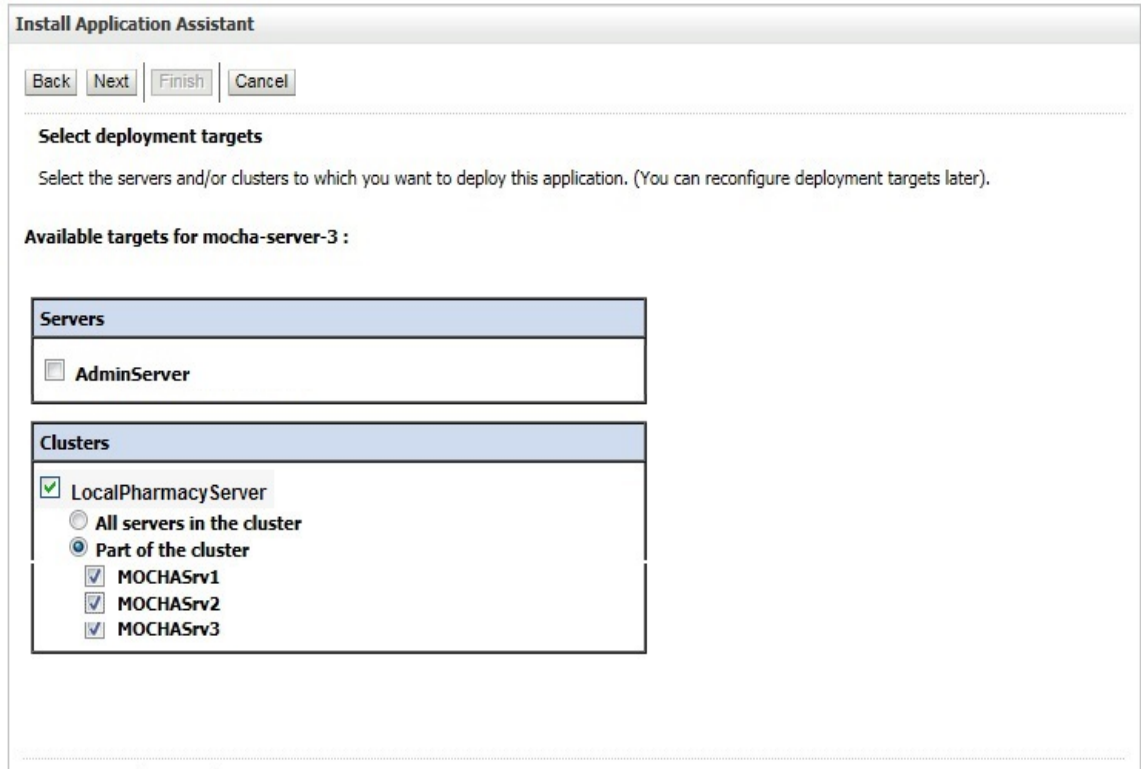 Install Application Assistant
Back Next Finish Cancel
Select deployment targets
Select the servers and/or clusters to which you want to deploy this application. (You can reconfigure deployment targets later).
Available targets for mocha-server-3 :
Servers
AdminServer
Clusters
LocalPharmacyServer
All servers in the cluster
Part of the cluster
MOCHASrv1
MOCHASrv2
MOCHASrv3